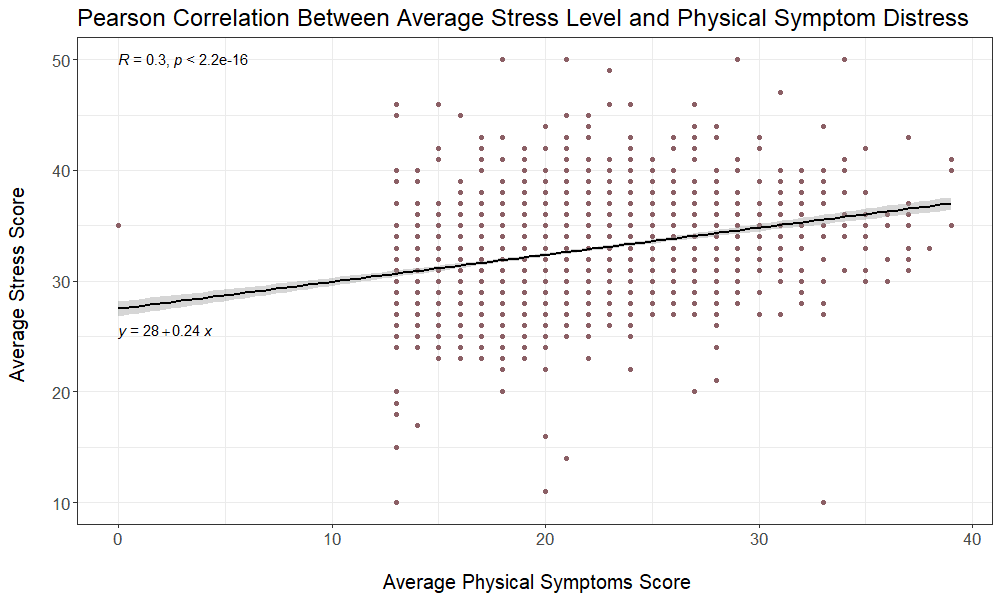 Pearson Correlation Between Average Stress Level and Physical Symptom Distress
R = 0.3, p < 2.2e-16
y = 28 + 0.24 x
Average Stress Score
50
40
30
20
10
0
10
20
30
40
Average Physical Symptoms Score